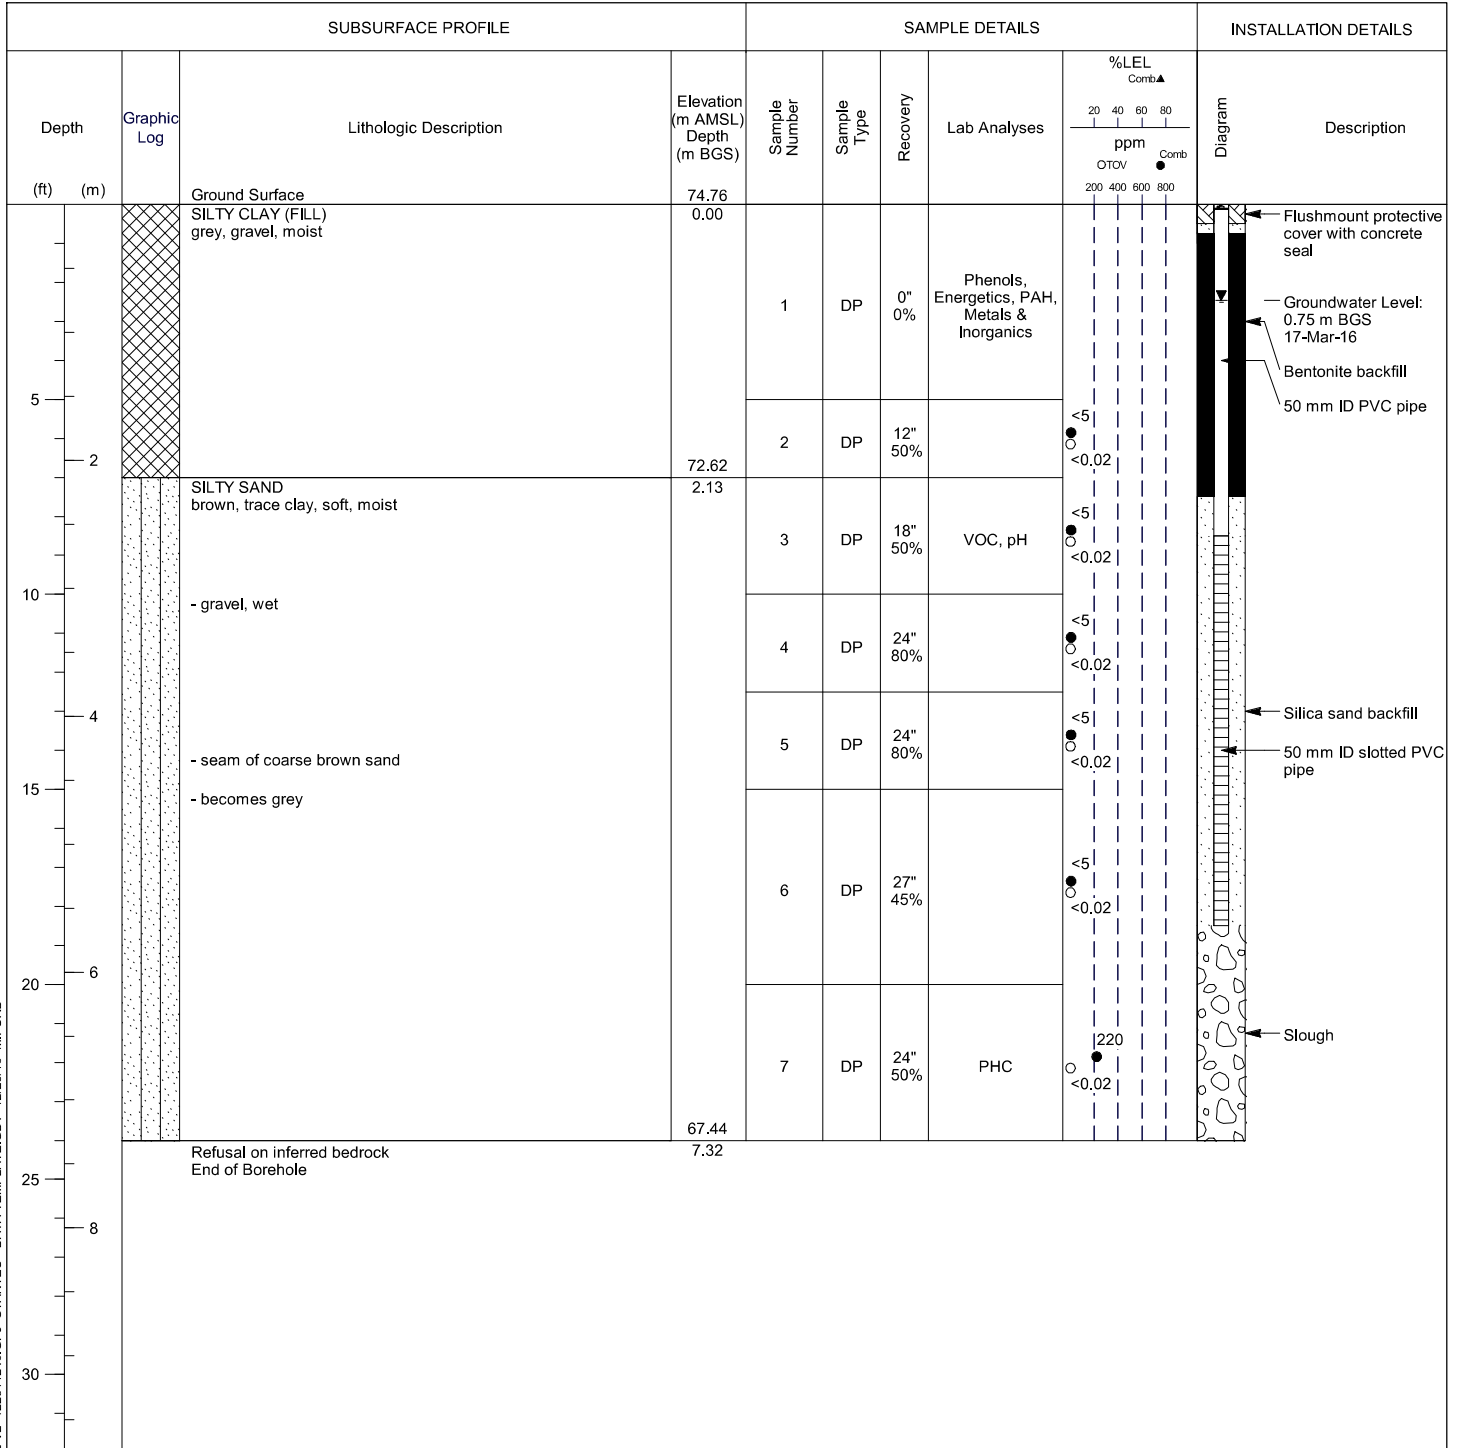 SUBSURFACE PROFILE
SAMPLE DETAILS
INSTALLATION DETAILS
Depth
(ft) (m)
Graphic
Log
Lithologic Description
Elevation
(m AMSL)
Depth
(m BGS)
Sample
Number
Sample
Type
Recovery
Lab Analyses
%LEL
Comb▲
20 40 60 80
ppm
OTOV
● Comb
200 400 600 800
Diagram
Description
Ground Surface
74.76
SILTY CLAY (FILL)
0.00
grey, gravel, moist
1
DP
0"
0%
Phenols,
Energetics, PAH,
Metals &
Inorganics
Flushmount protective
cover with concrete
seal
Groundwater Level:
0.75 m BGS
17-Mar-16
Bentonite backfill
50 mm ID PVC pipe
5
2
72.62
2
DP
12"
50%
<5
<0.02
SILTY SAND
2.13
brown, trace clay, soft, moist
3
DP
18"
50%
VOC, pH
<5
<0.02
10
- gravel, wet
4
DP
24"
80%
<5
<0.02
4
Silica sand backfill
- seam of coarse brown sand
5
DP
24"
80%
<5
<0.02
50 mm ID slotted PVC
pipe
15
- becomes grey
6
DP
27"
45%
<5
<0.02
6
20
7
DP
24"
50%
PHC
220
<0.02
Slough
67.44
Refusal on inferred bedrock
7.32
End of Borehole
25
8
30